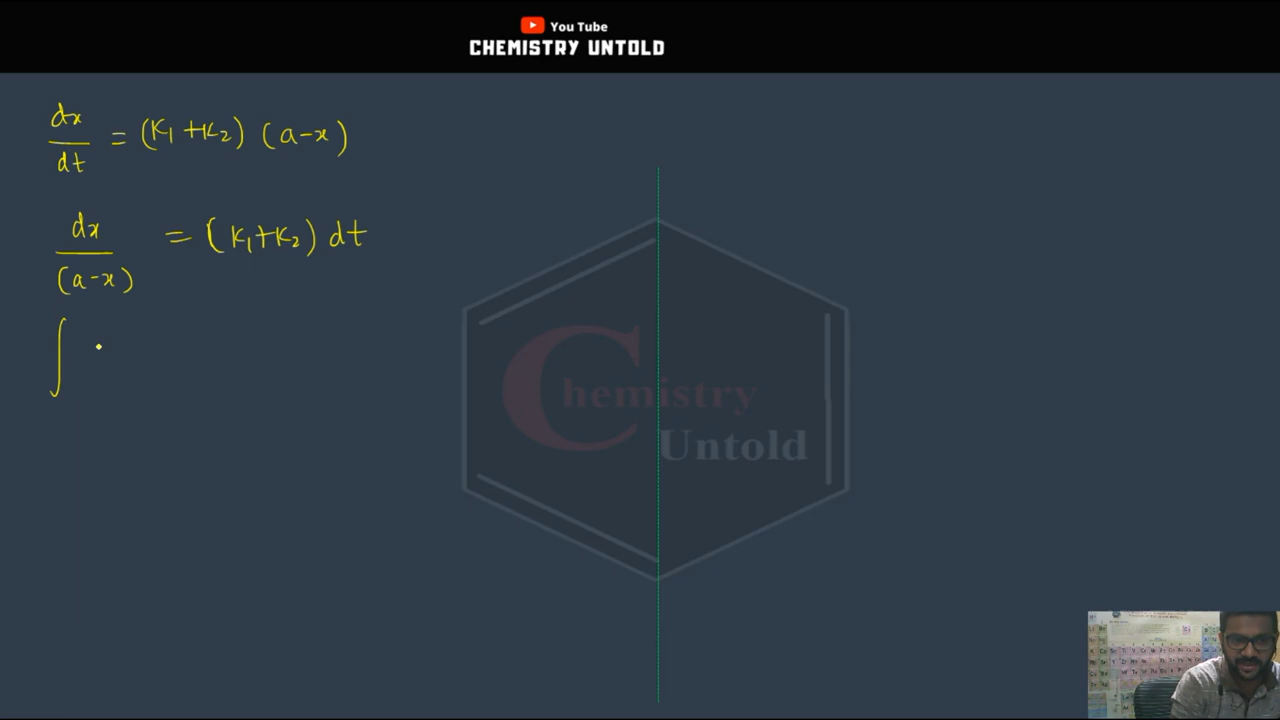 You Tube
CHEMISTRY UNTOLD
dx/dt = (K₁+K₂) (a-x)
dx/(a-x) = (K₁+K₂) dt
∫
Chemistry
Untold